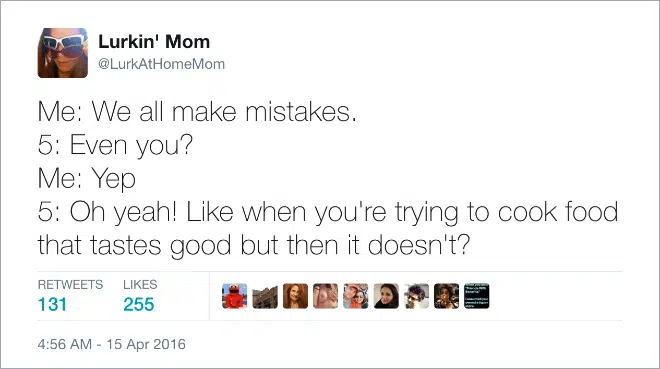 Lurkin' Mom
@LurkAtHomeMom
Me: We all make mistakes.
5: Even you?
Me: Yep
5: Oh yeah! Like when you're trying to cook food
that tastes good but then it doesn't?
RETWEETS LIKES
131 255
4:56 AM - 15 Apr 2016